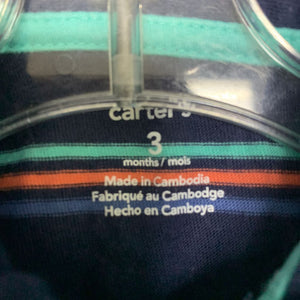 carter's
3
months / mois
Made in Cambodia
Fabriqué au Cambodge
Hecho en Camboya